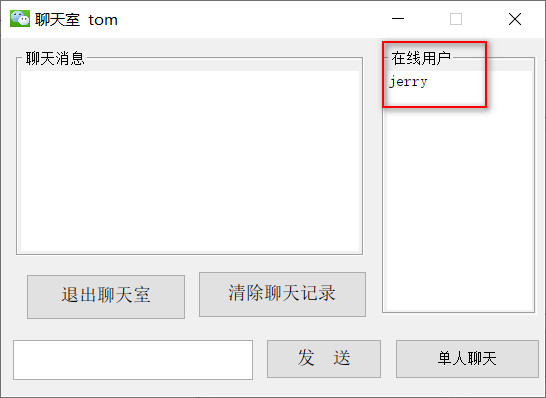 聊天室 tom
聊天消息
在线用户
jerry
退出聊天室
清除聊天记录
发 送
单人聊天